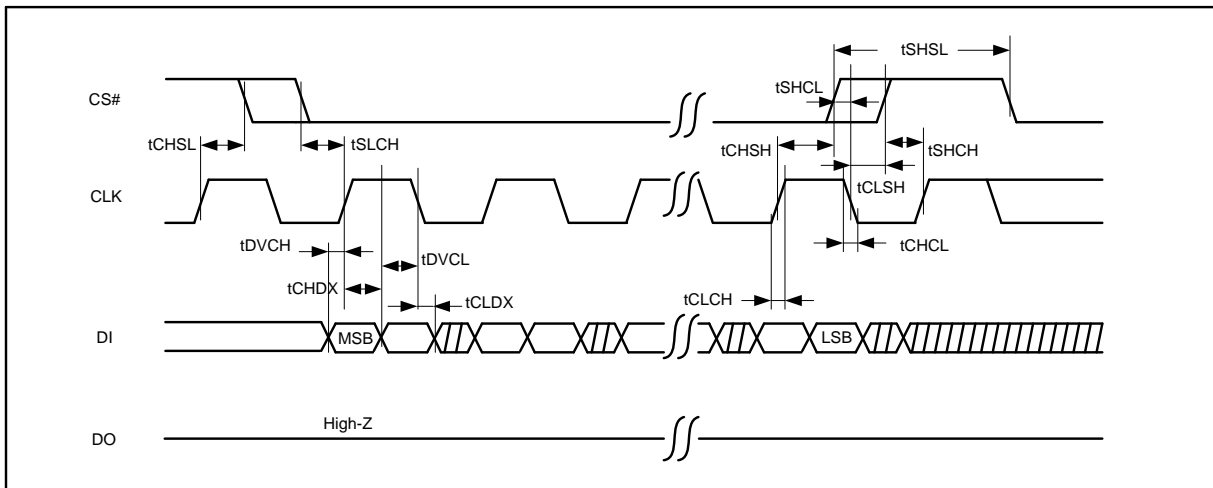 tSHSL
CS#
tSHCL
tCHSL
tSLCH
tCHSH
tSHCH
tCLSH
CLK
tDVCH
tDVCL
tCHCL
tCHDX
tCLDX
tCLCH
DI
MSB
LSB
High-Z
DO